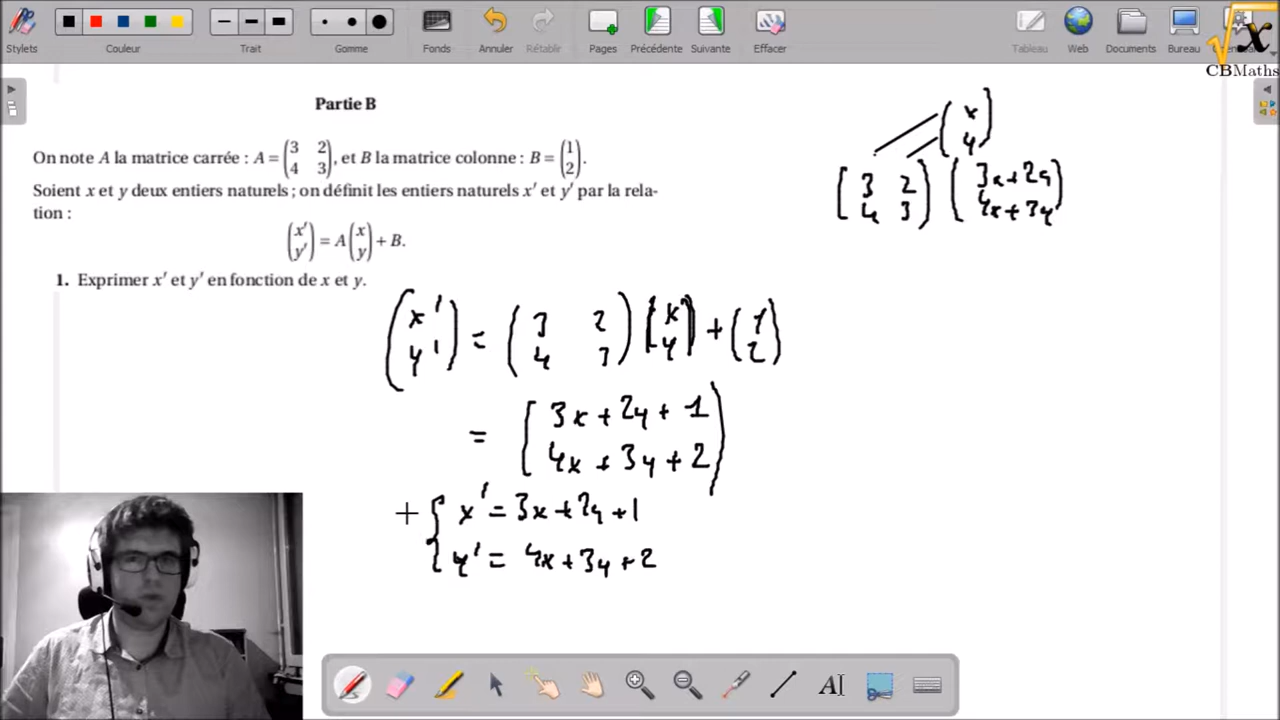 Stylets Couleur Trait Gomme Fonds Annuler Rétablir Pages Précédente Suivante Effacer Tableau Web Documents Bureau
CBMaths
Partie B
On note A la matrice carrée : A = (3 2 4 3), et B la matrice colonne : B = (1 2).
Soient x et y deux entiers naturels ; on définit les entiers naturels x′ et y′ par la rela-
tion :
(x′ y′) = A (x y) + B.
1. Exprimer x′ et y′ en fonction de x et y.
(x y)
(3 2 4 3) (3x+2y 4x+3y)
(x' y') = (3 2 4 3) (x y) + (1 2)
= (3x+2y+1 4x+3y+2)
{ x' = 3x+2y+1
y' = 4x+3y+2
AI